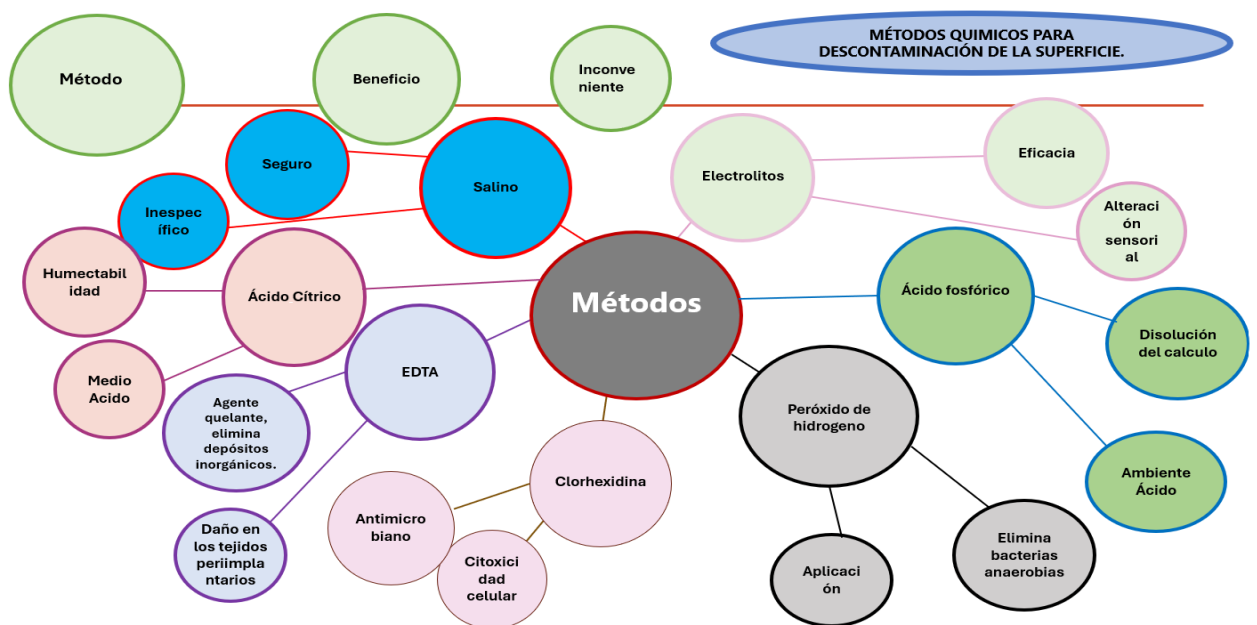 MÉTODOS QUIMICOS PARA
DESCONTAMINACIÓN DE LA SUPERFICIE.
Método
Beneficio
Inconve
niente
Seguro
Salino
Electrolitos
Eficacia
Inespec
ífico
Alteraci
ón
sensori
al
Humectabil
idad
Ácido Cítrico
Métodos
Ácido fosfórico
Disolución
del calculo
Medio
Acido
EDTA
Agente
quelante,
elimina
depósitos
inorgánicos.
Peróxido de
hidrogeno
Clorhexidina
Ambiente
Ácido
Antimicro
biano
Daño en
los tejidos
periimpla
ntarios
Citoxici
dad
celular
Aplicaci
ón
Elimina
bacterias
anaerobias